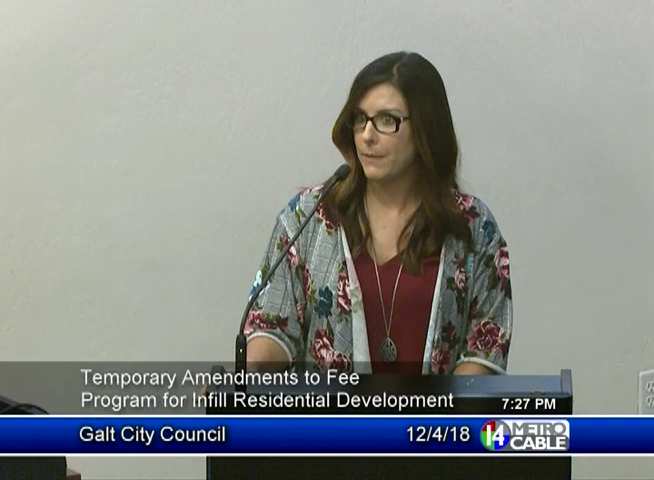 Temporary Amendments to Fee
Program for Infill Residential Development
7:27 PM
Galt City Council
12/4/18
14 METRO
CABLE